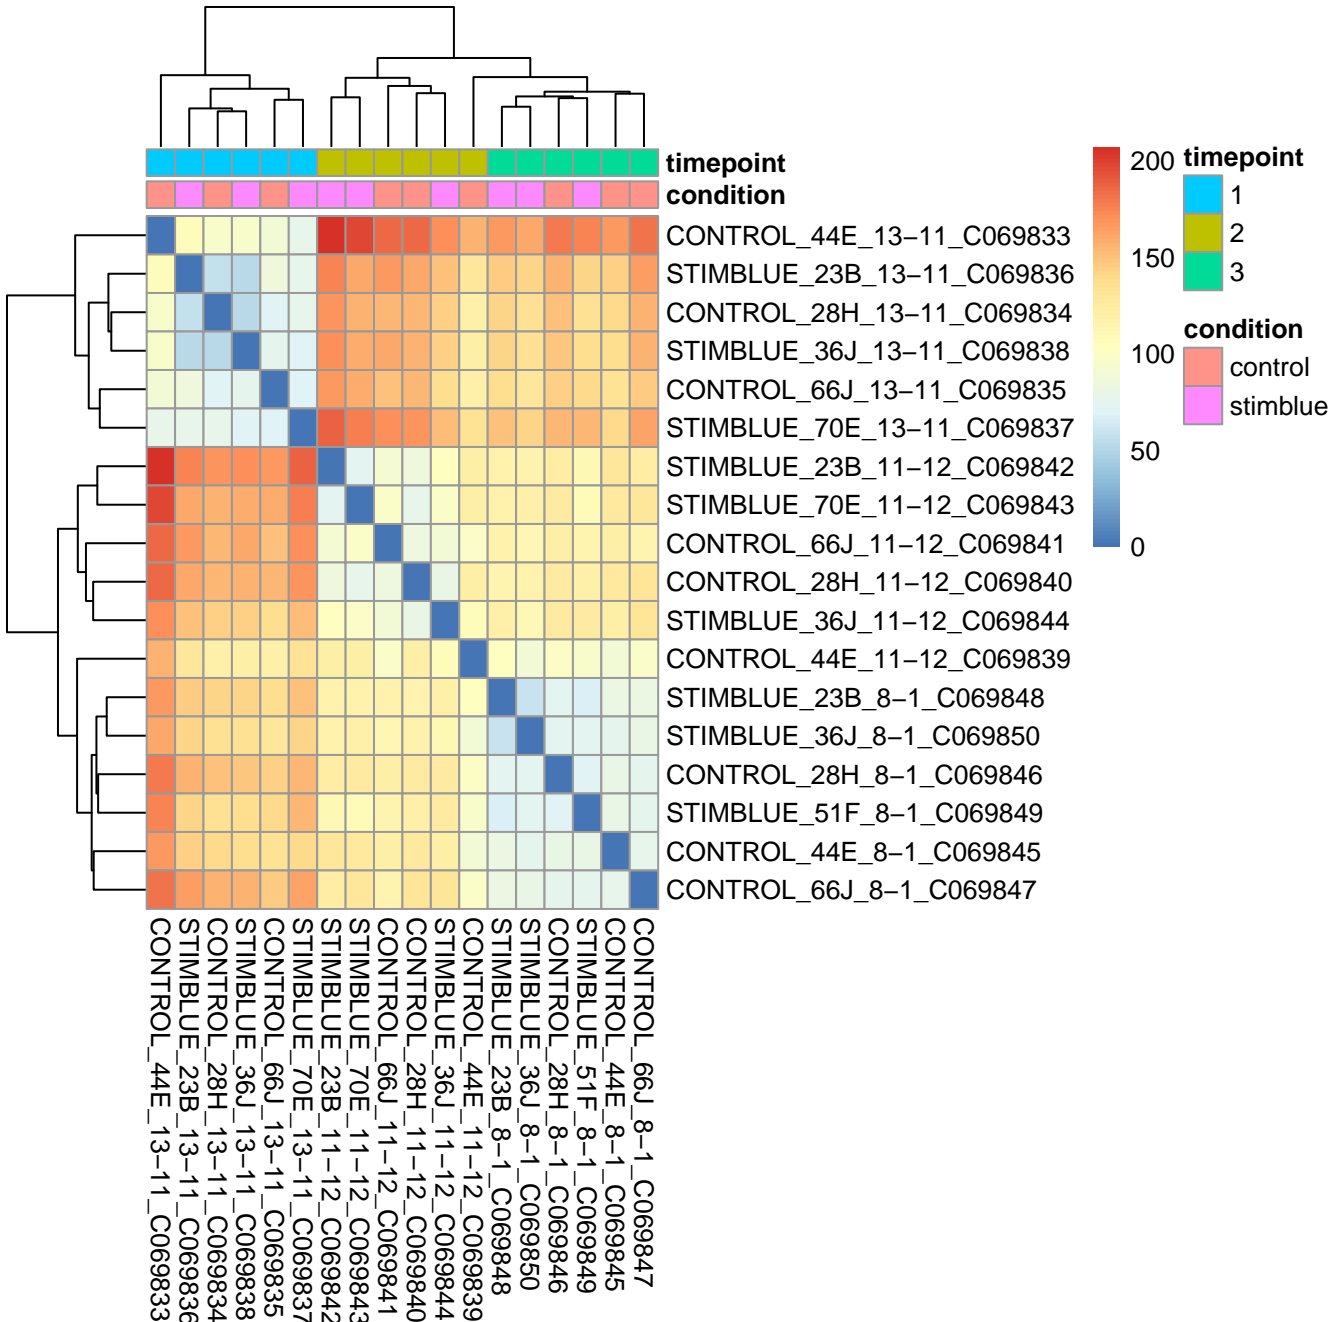 timepoint
condition
CONTROL_44E_13−11_C069833
STIMBLUE_23B_13−11_C069836
CONTROL_28H_13−11_C069834
STIMBLUE_36J_13−11_C069838
CONTROL_66J_13−11_C069835
STIMBLUE_70E_13−11_C069837
STIMBLUE_23B_11−12_C069842
STIMBLUE_70E_11−12_C069843
CONTROL_66J_11−12_C069841
CONTROL_28H_11−12_C069840
STIMBLUE_36J_11−12_C069844
CONTROL_44E_11−12_C069839
STIMBLUE_23B_8−1_C069848
STIMBLUE_36J_8−1_C069850
CONTROL_28H_8−1_C069846
STIMBLUE_51F_8−1_C069849
CONTROL_44E_8−1_C069845
CONTROL_66J_8−1_C069847
CONTROL_44E_13−11_C069833
STIMBLUE_23B_13−11_C069836
CONTROL_28H_13−11_C069834
STIMBLUE_36J_13−11_C069838
CONTROL_66J_13−11_C069835
STIMBLUE_70E_13−11_C069837
STIMBLUE_23B_11−12_C069842
STIMBLUE_70E_11−12_C069843
CONTROL_66J_11−12_C069841
CONTROL_28H_11−12_C069840
STIMBLUE_36J_11−12_C069844
CONTROL_44E_11−12_C069839
STIMBLUE_23B_8−1_C069848
STIMBLUE_36J_8−1_C069850
CONTROL_28H_8−1_C069846
STIMBLUE_51F_8−1_C069849
CONTROL_44E_8−1_C069845
CONTROL_66J_8−1_C069847
200
150
100
50
0
timepoint
1
2
3
condition
control
stimblue